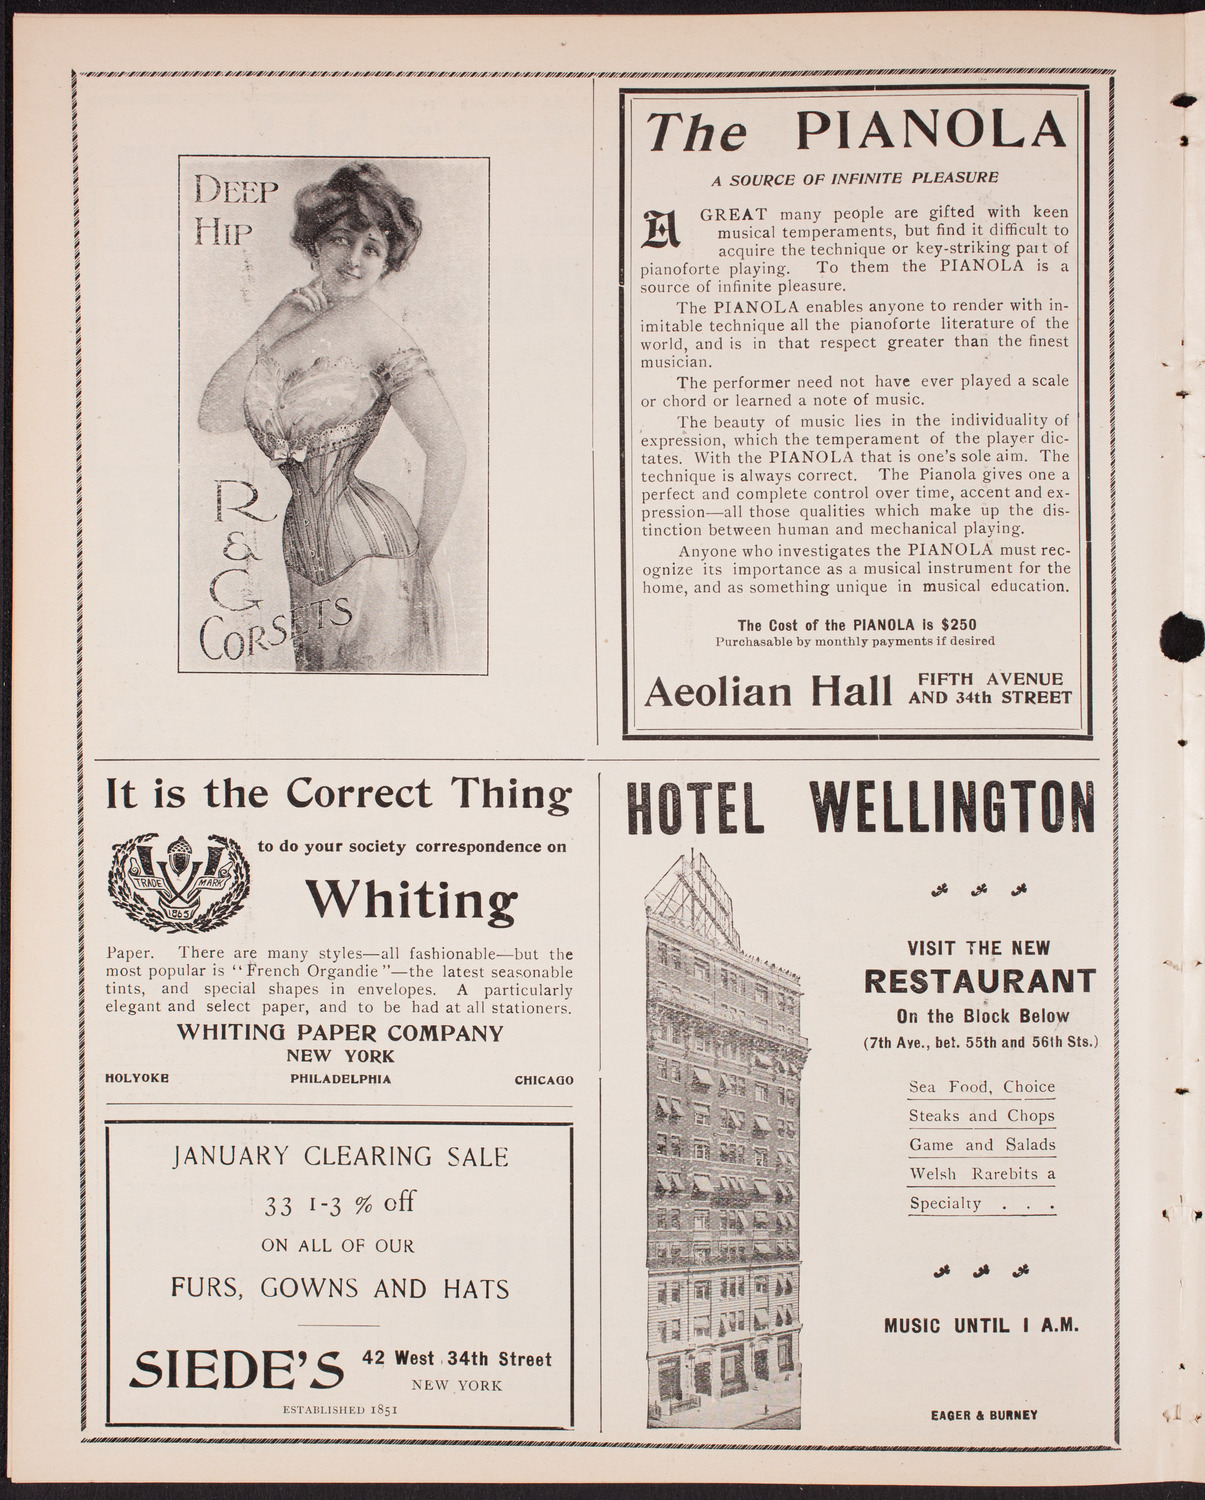 DEEP
HIP
R
&
G
CORSETS
The PIANOLA
A SOURCE OF INFINITE PLEASURE
A GREAT many people are gifted with keen
musical temperaments, but find it difficult to
acquire the technique or key-striking part of
pianoforte playing. To them the PIANOLA is a
source of infinite pleasure.
The PIANOLA enables anyone to render with in-
imitable technique all the pianoforte literature of the
world, and is in that respect greater than the finest
musician.
The performer need not have ever played a scale
or chord or learned a note of music.
The beauty of music lies in the individuality of
expression, which the temperament of the player dic-
tates. With the PIANOLA that is one's sole aim. The
technique is always correct. The Pianola gives one a
perfect and complete control over time, accent and ex-
pression—all those qualities which make up the dis-
tinction between human and mechanical playing.
Anyone who investigates the PIANOLA must rec-
ognize its importance as a musical instrument for the
home, and as something unique in musical education.
The Cost of the PIANOLA is $250
Purchasable by monthly payments if desired
Aeolian Hall FIFTH AVENUE
AND 34th STREET
It is the Correct Thing
to do your society correspondence on
TRADE MARK
1865
Whiting
Paper. There are many styles—all fashionable—but the
most popular is "French Organdie"—the latest seasonable
tints, and special shapes in envelopes. A particularly
elegant and select paper, and to be had at all stationers.
WHITING PAPER COMPANY
NEW YORK
HOLYOKE PHILADELPHIA CHICAGO
JANUARY CLEARING SALE
33 1-3 % off
ON ALL OF OUR
FURS, GOWNS AND HATS
SIEDE'S 42 West 34th Street
NEW YORK
ESTABLISHED 1851
HOTEL WELLINGTON
VISIT THE NEW
RESTAURANT
On the Block Below
(7th Ave., bet. 55th and 56th Sts.)
Sea Food, Choice
Steaks and Chops
Game and Salads
Welsh Rarebits a
Specialty . . .
MUSIC UNTIL 1 A.M.
EAGER & BURNEY